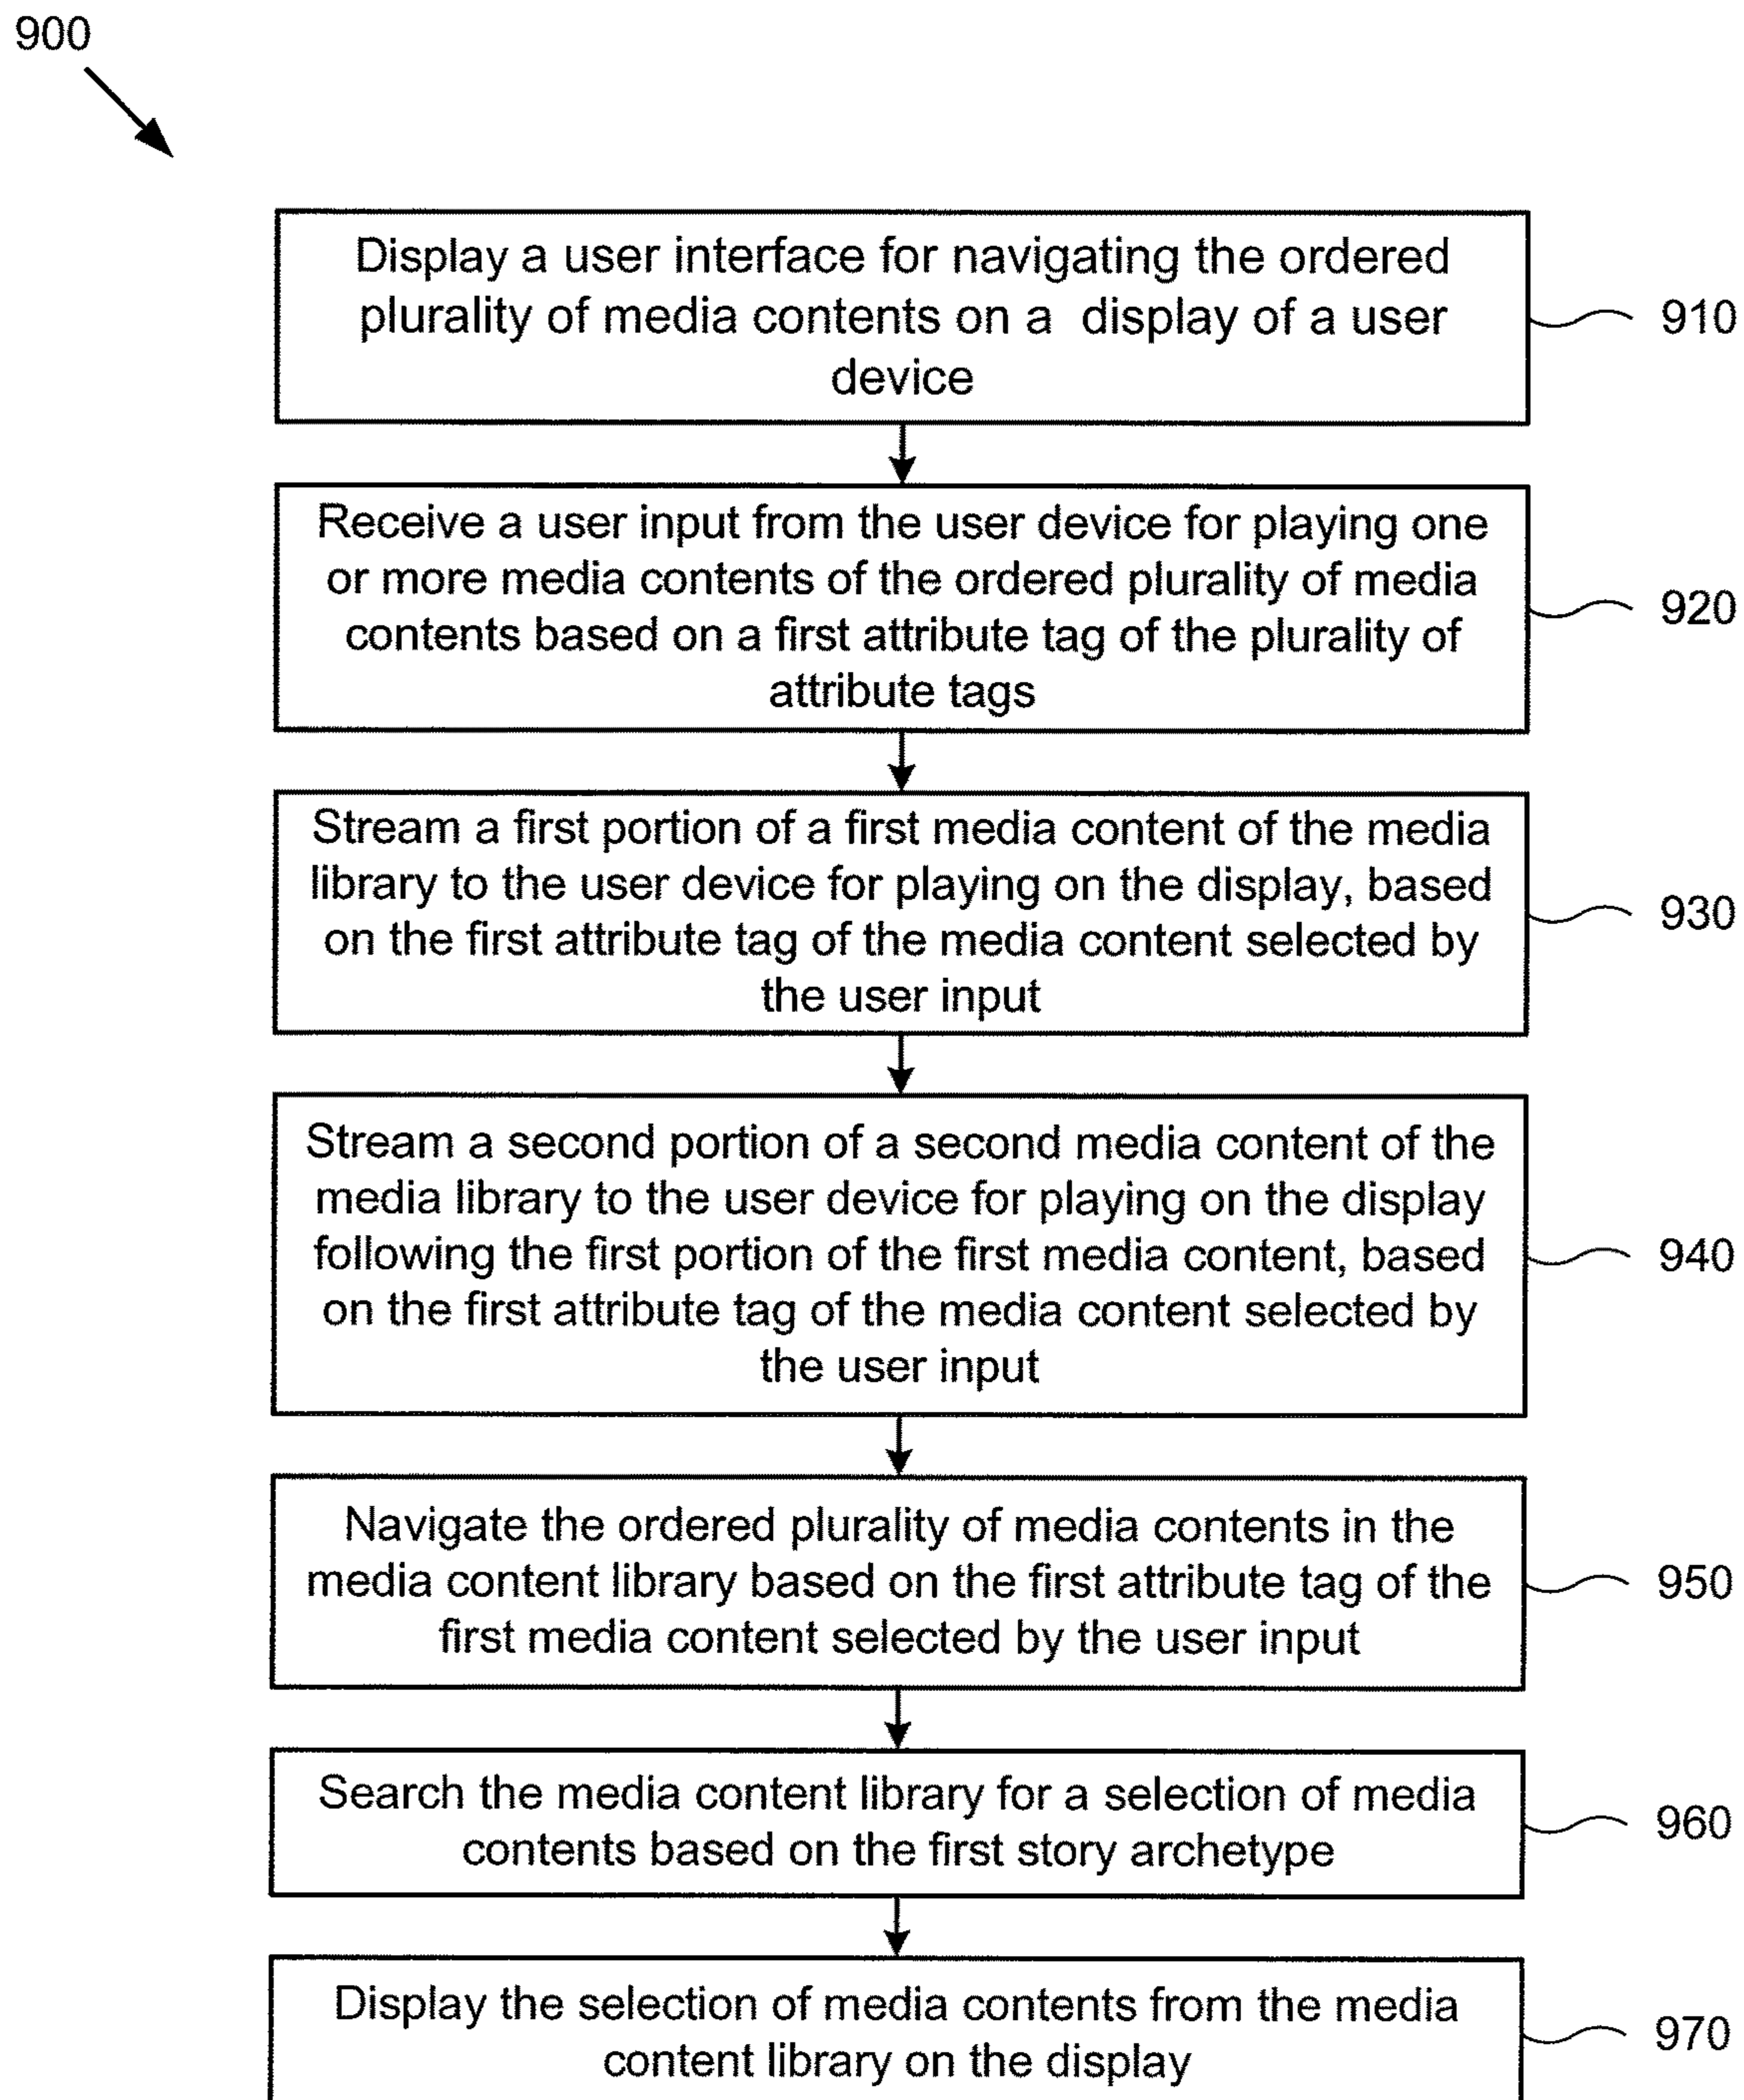 900
Display a user interface for navigating the ordered
plurality of media contents on a display of a user
device
910
Receive a user input from the user device for playing one
or more media contents of the ordered plurality of media
contents based on a first attribute tag of the plurality of
attribute tags
920
Stream a first portion of a first media content of the media
library to the user device for playing on the display, based
on the first attribute tag of the media content selected by
the user input
930
Stream a second portion of a second media content of the
media library to the user device for playing on the display
following the first portion of the first media content, based
on the first attribute tag of the media content selected by
the user input
940
Navigate the ordered plurality of media contents in the
media content library based on the first attribute tag of the
first media content selected by the user input
950
Search the media content library for a selection of media
contents based on the first story archetype
960
Display the selection of media contents from the media
content library on the display
970